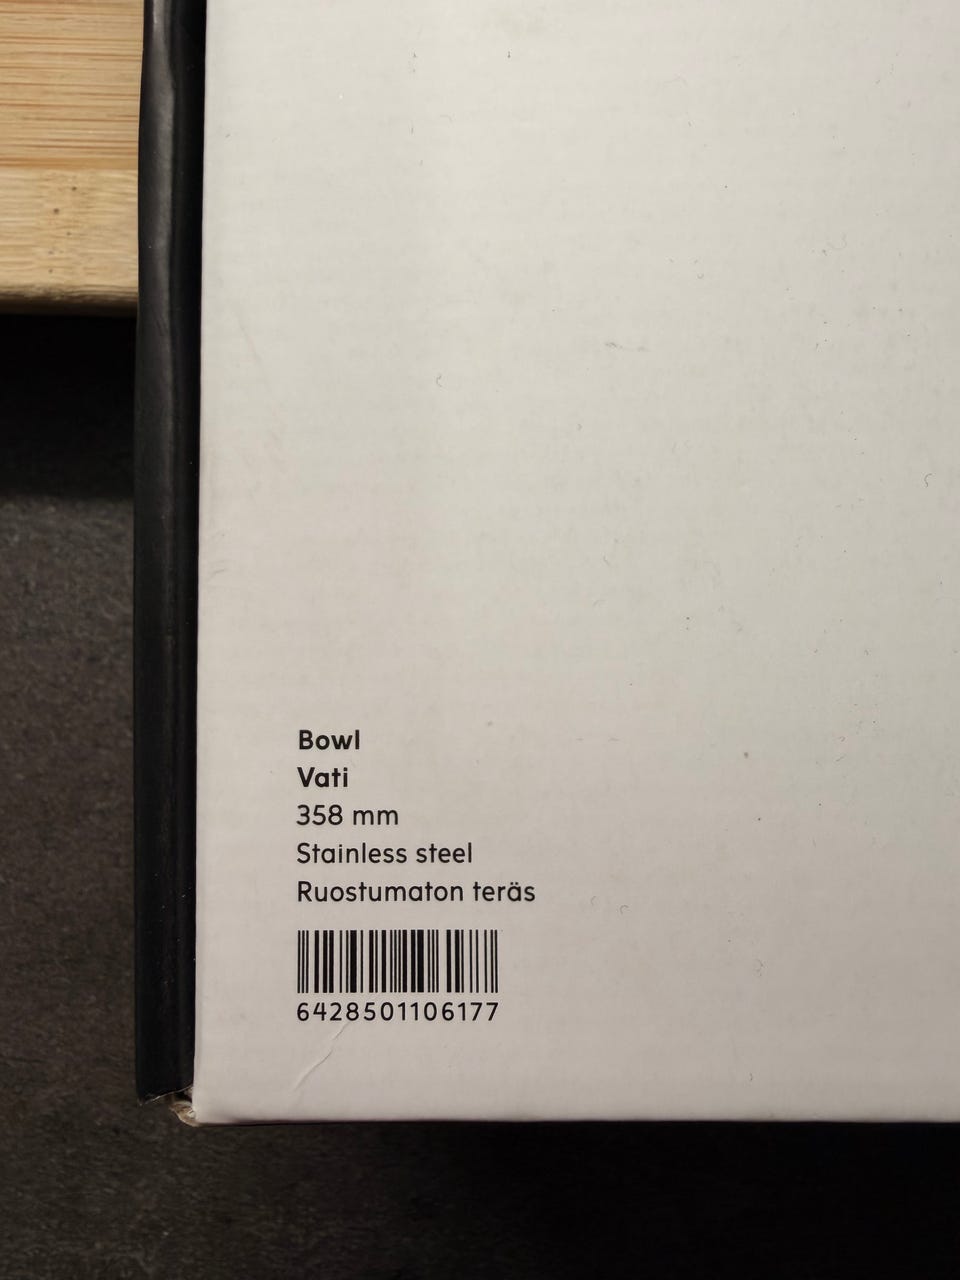 Bowl
Vati
358 mm
Stainless steel
Ruostumaton teräs
6428501106177